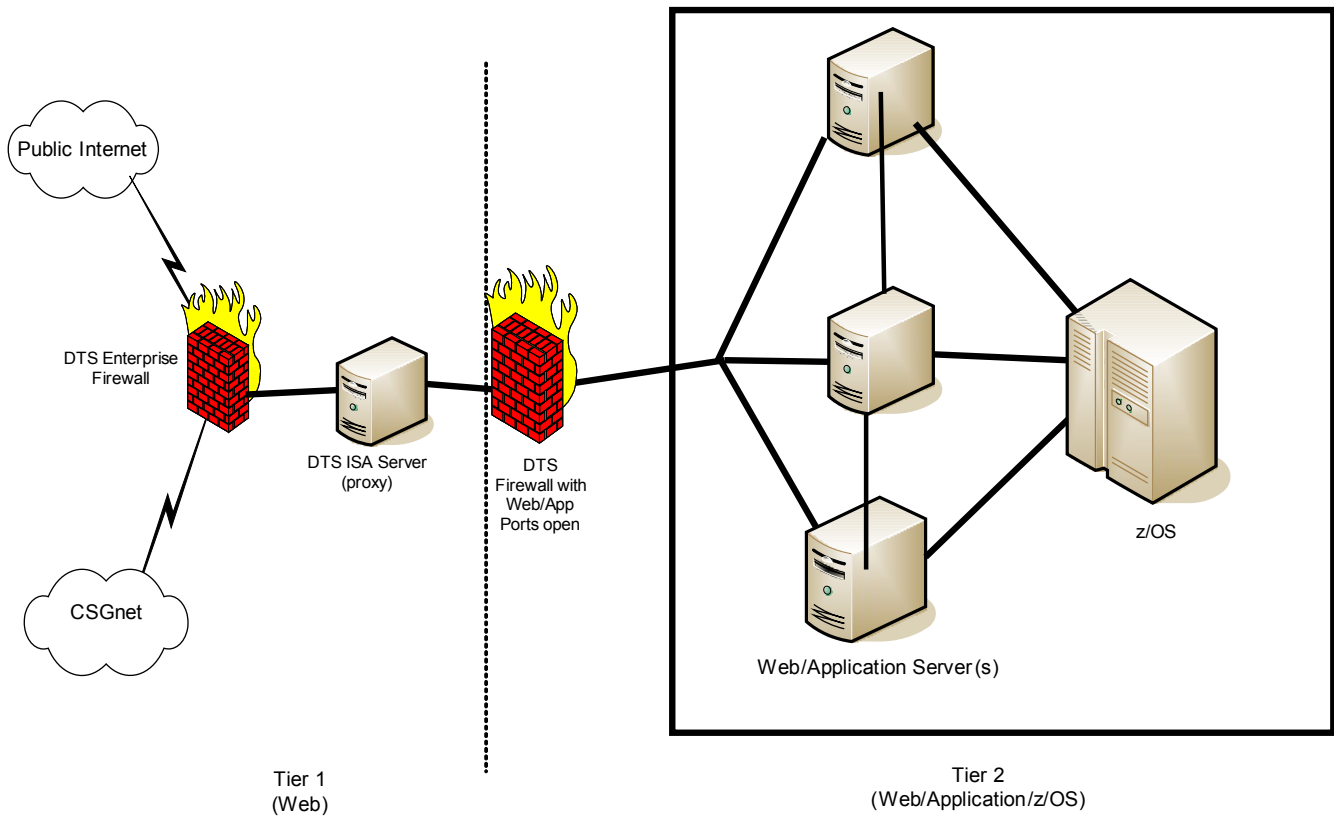 Public Internet
DTS Enterprise
Firewall
DTS ISA Server
(proxy)
DTS
Firewall with
Web/App
Ports open
CSGnet
z/OS
Web/Application Server(s)
Tier 1
(Web)
Tier 2
(Web/Application/z/OS)